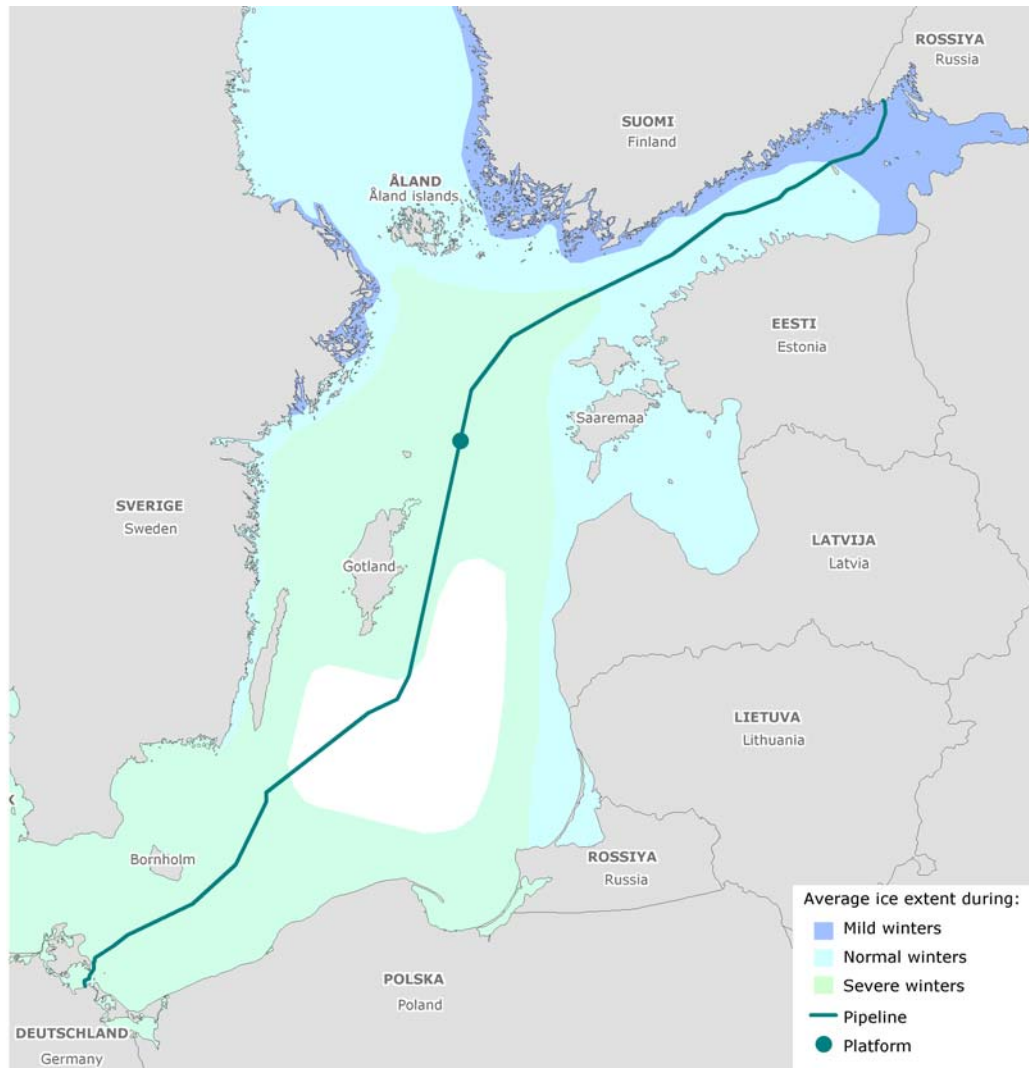 ROSSIYA
Russia
SUOMI
Finland
ÅLAND
Åland islands
EESTI
Estonia
Saaremaa
SVERIGE
Sweden
LATVIJA
Latvia
Gotland
LIETUVA
Lithuania
Bornholm
ROSSIYA
Russia
POLSKA
Poland
DEUTSCHLAND
Germany
Average ice extent during:
Mild winters
Normal winters
Severe winters
Pipeline
Platform